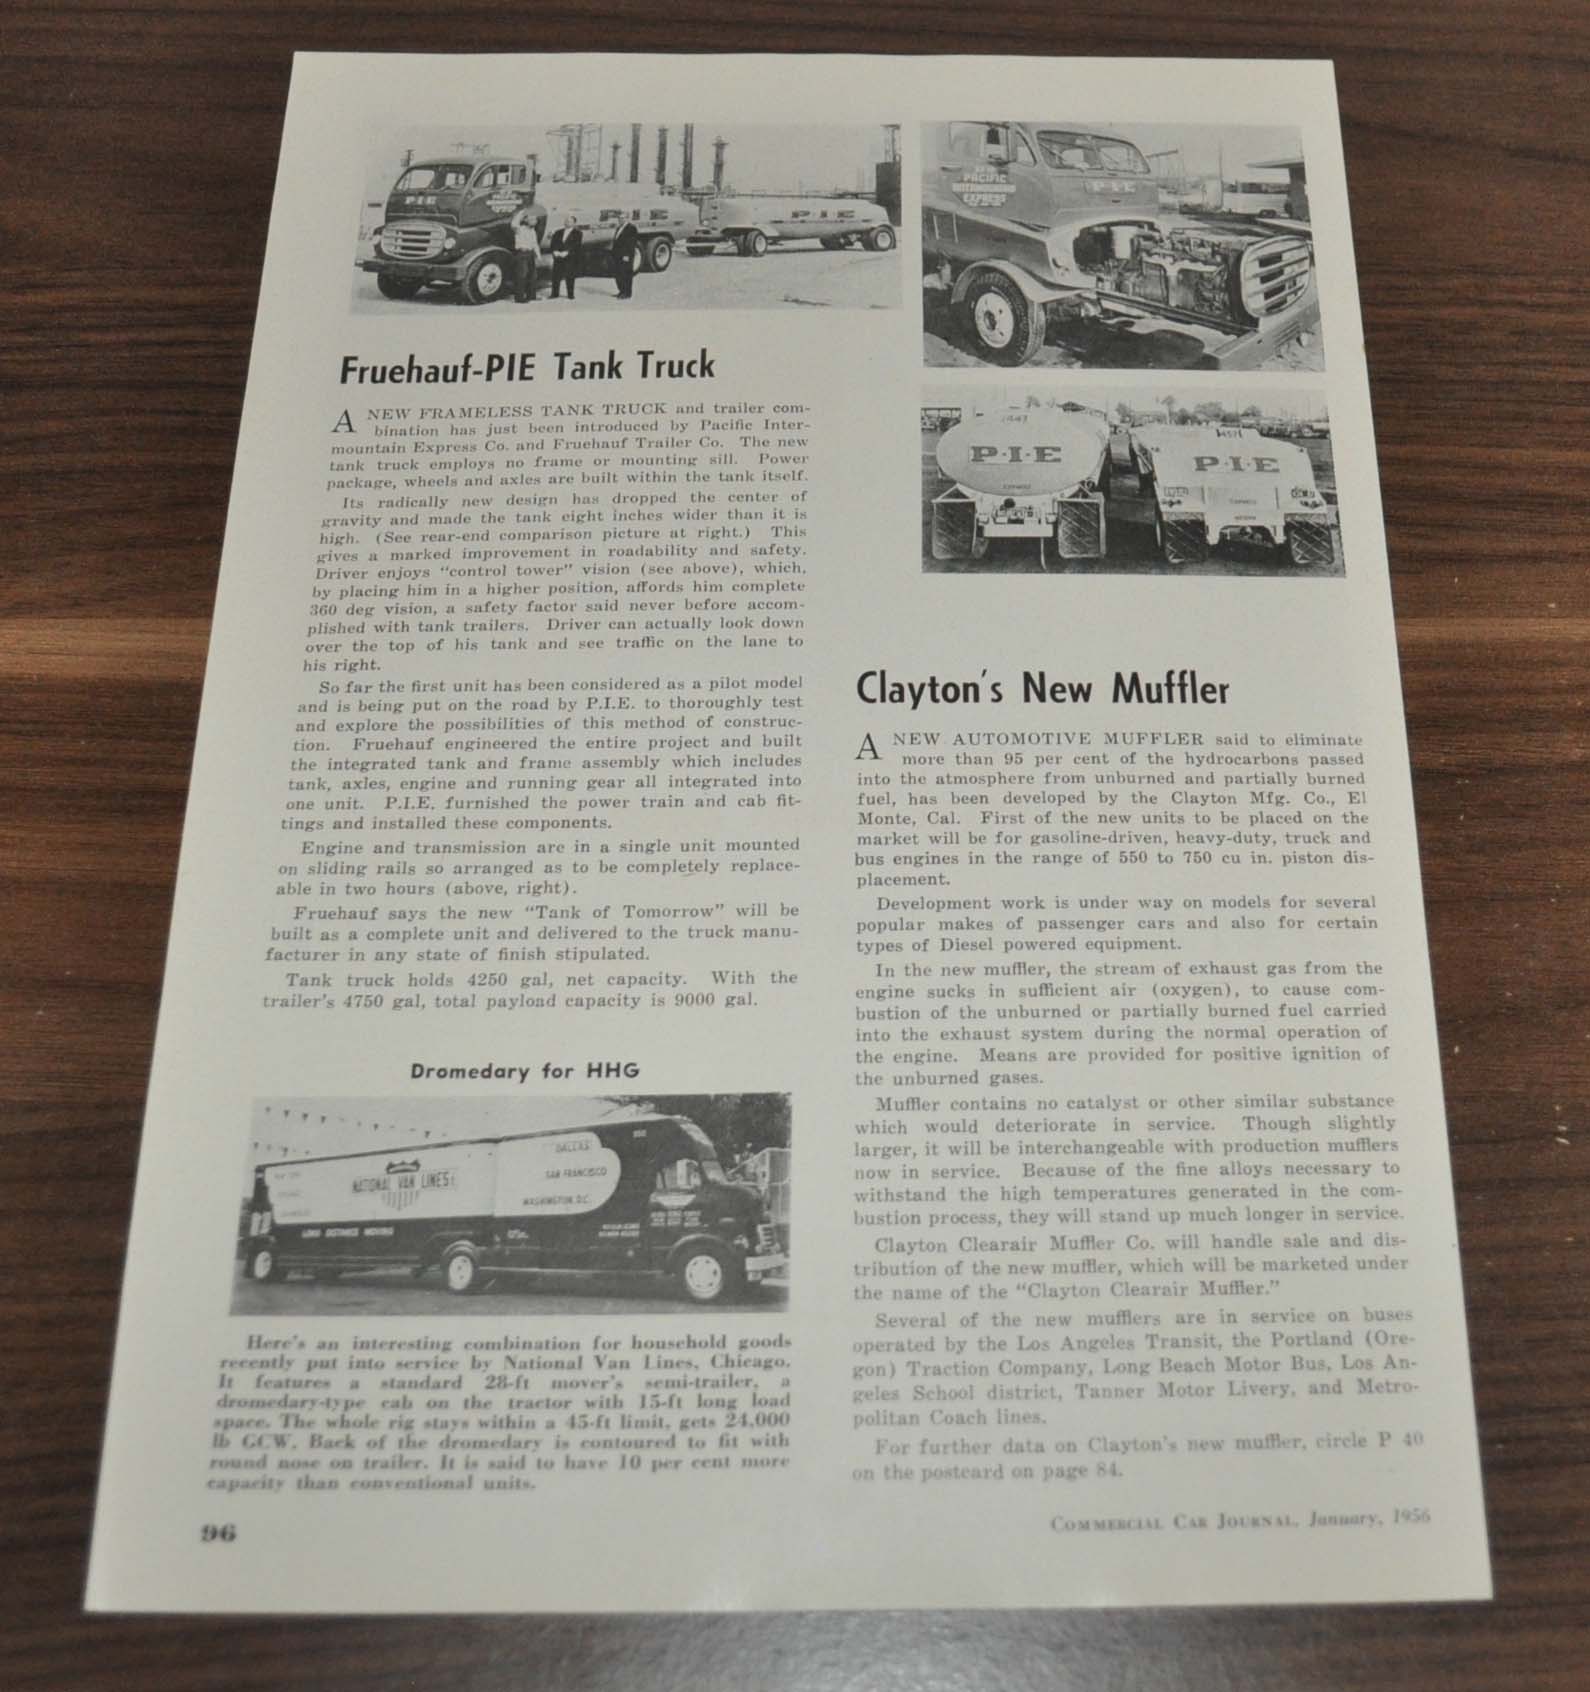 P·I·E
PACIFIC
INTERMOUNTAIN
EXPRESS
P·I·E
P·I·E
PACIFIC
INTERMOUNTAIN
EXPRESS
P·I·E
1447
P·I·E
EXPRESS
P·I·E
Fruehauf-PIE Tank Truck
A NEW FRAMELESS TANK TRUCK and trailer com-
bination has just been introduced by Pacific Inter-
mountain Express Co. and Fruehauf Trailer Co. The new
tank truck employs no frame or mounting sill. Power
package, wheels and axles are built within the tank itself.
Its radically new design has dropped the center of
gravity and made the tank eight inches wider than it is
high. (See rear-end comparison picture at right.) This
gives a marked improvement in roadability and safety.
Driver enjoys "control tower" vision (see above), which,
by placing him in a higher position, affords him complete
360 deg vision, a safety factor said never before accom-
plished with tank trailers. Driver can actually look down
over the top of his tank and see traffic on the lane to
his right.
So far the first unit has been considered as a pilot model
and is being put on the road by P.I.E. to thoroughly test
and explore the possibilities of this method of construc-
tion. Fruehauf engineered the entire project and built
the integrated tank and frame assembly which includes
tank, axles, engine and running gear all integrated into
one unit. P.I.E. furnished the power train and cab fit-
tings and installed these components.
Engine and transmission are in a single unit mounted
on sliding rails so arranged as to be completely replace-
able in two hours (above, right).
Fruehauf says the new "Tank of Tomorrow" will be
built as a complete unit and delivered to the truck manu-
facturer in any state of finish stipulated.
Tank truck holds 4250 gal, net capacity. With the
trailer's 4750 gal, total payload capacity is 9000 gal.
Dromedary for HHG
NATIONAL VAN LINES
DALLAS
SAN FRANCISCO
WASHINGTON D.C.
LONG DISTANCE MOVING
Here's an interesting combination for household goods
recently put into service by National Van Lines, Chicago.
It features a standard 28-ft mover's semi-trailer, a
dromedary-type cab on the tractor with 15-ft long load
space. The whole rig stays within a 45-ft limit, gets 24,000
lb GCW. Back of the dromedary is contoured to fit with
round nose on trailer. It is said to have 10 per cent more
capacity than conventional units.
Clayton's New Muffler
A NEW AUTOMOTIVE MUFFLER said to eliminate
more than 95 per cent of the hydrocarbons passed
into the atmosphere from unburned and partially burned
fuel, has been developed by the Clayton Mfg. Co., El
Monte, Cal. First of the new units to be placed on the
market will be for gasoline-driven, heavy-duty, truck and
bus engines in the range of 550 to 750 cu in. piston dis-
placement.
Development work is under way on models for several
popular makes of passenger cars and also for certain
types of Diesel powered equipment.
In the new muffler, the stream of exhaust gas from the
engine sucks in sufficient air (oxygen), to cause com-
bustion of the unburned or partially burned fuel carried
into the exhaust system during the normal operation of
the engine. Means are provided for positive ignition of
the unburned gases.
Muffler contains no catalyst or other similar substance
which would deteriorate in service. Though slightly
larger, it will be interchangeable with production mufflers
now in service. Because of the fine alloys necessary to
withstand the high temperatures generated in the com-
bustion process, they will stand up much longer in service.
Clayton Clearair Muffler Co. will handle sale and dis-
tribution of the new muffler, which will be marketed under
the name of the "Clayton Clearair Muffler."
Several of the new mufflers are in service on buses
operated by the Los Angeles Transit, the Portland (Ore-
gon) Traction Company, Long Beach Motor Bus, Los An-
geles School district, Tanner Motor Livery, and Metro-
politan Coach lines.
For further data on Clayton's new muffler, circle P 40
on the postcard on page 84.
96
COMMERCIAL CAR JOURNAL, January, 1956